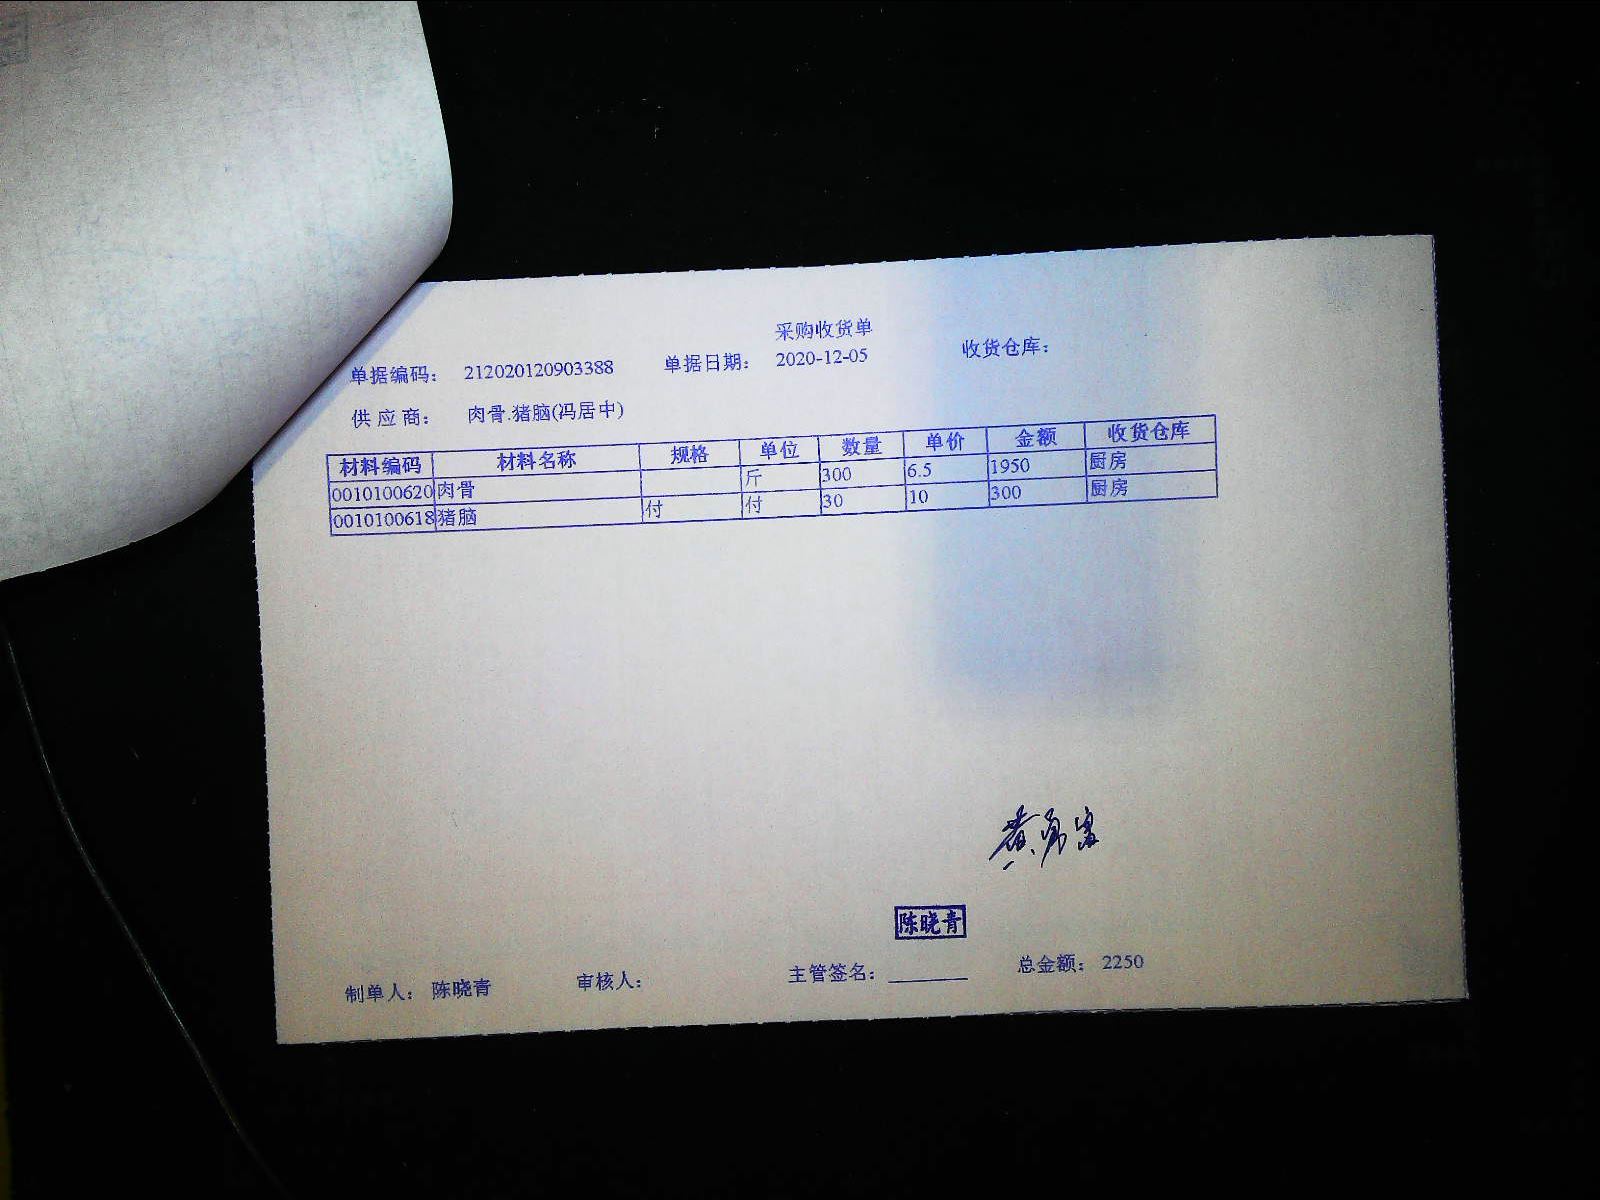 采购收货单
单据编码： 212020120903388 单据日期： 2020-12-05 收货仓库：
供 应 商： 肉骨.猪脑(冯居中)
材料编码 材料名称 规格 单位 数量 单价 金额 收货仓库
0010100620 肉骨 斤 300 6.5 1950 厨房
0010100618 猪脑 付 付 30 10 300 厨房
陈晓青
制单人： 陈晓青 审核人： 主管签名： 总金额： 2250